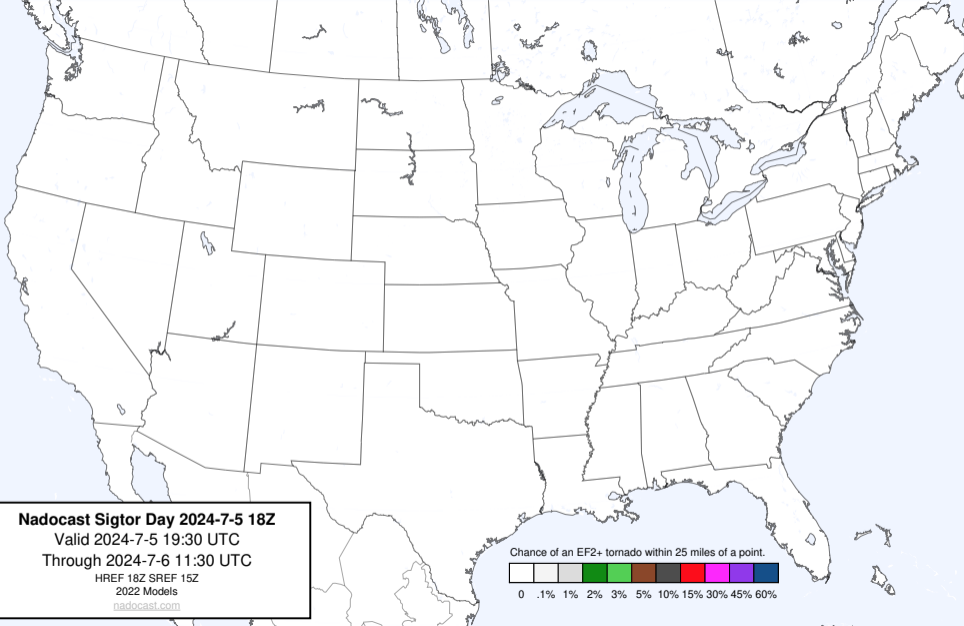 Nadocast Sigtor Day 2024-7-5 18Z
Valid 2024-7-5 19:30 UTC
Through 2024-7-6 11:30 UTC
HREF 18Z SREF 15Z
2022 Models
nadocast.com
Chance of an EF2+ tornado within 25 miles of a point.
0 .1% 1% 2% 3% 5% 10% 15% 30% 45% 60%